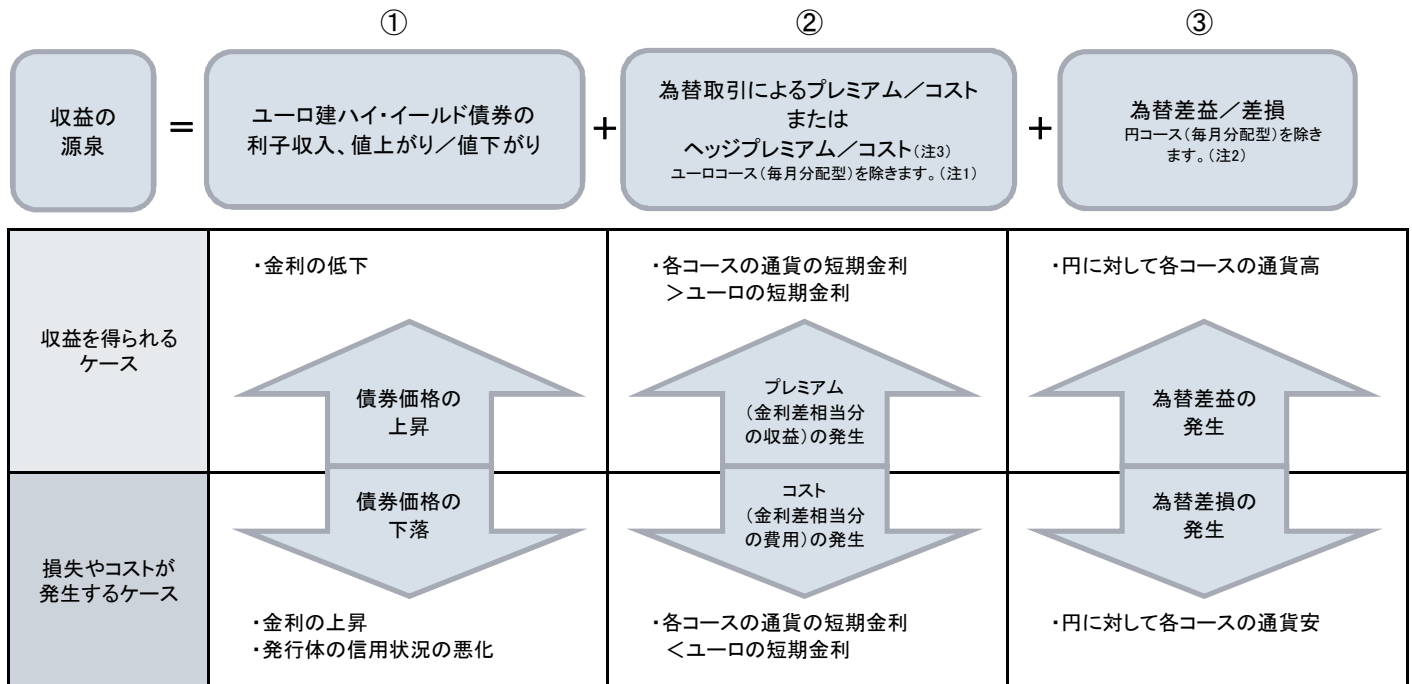 ①
②
③
収益の
源泉
＝
ユーロ建ハイ・イールド債券の
利子収入、値上がり／値下がり
＋
為替取引によるプレミアム／コスト
または
ヘッジプレミアム／コスト(注3)
ユーロコース(毎月分配型)を除きます。(注1)
＋
為替差益／差損
円コース(毎月分配型)を除き
ます。(注2)
収益を得られる
ケース
・金利の低下
債券価格の
上昇
・各コースの通貨の短期金利
＞ユーロの短期金利
プレミアム
(金利差相当分
の収益)の発生
・円に対して各コースの通貨高
為替差益の
発生
損失やコストが
発生するケース
債券価格の
下落
・金利の上昇
・発行体の信用状況の悪化
コスト
(金利差相当分
の費用)の発生
・各コースの通貨の短期金利
＜ユーロの短期金利
為替差損の
発生
・円に対して各コースの通貨安